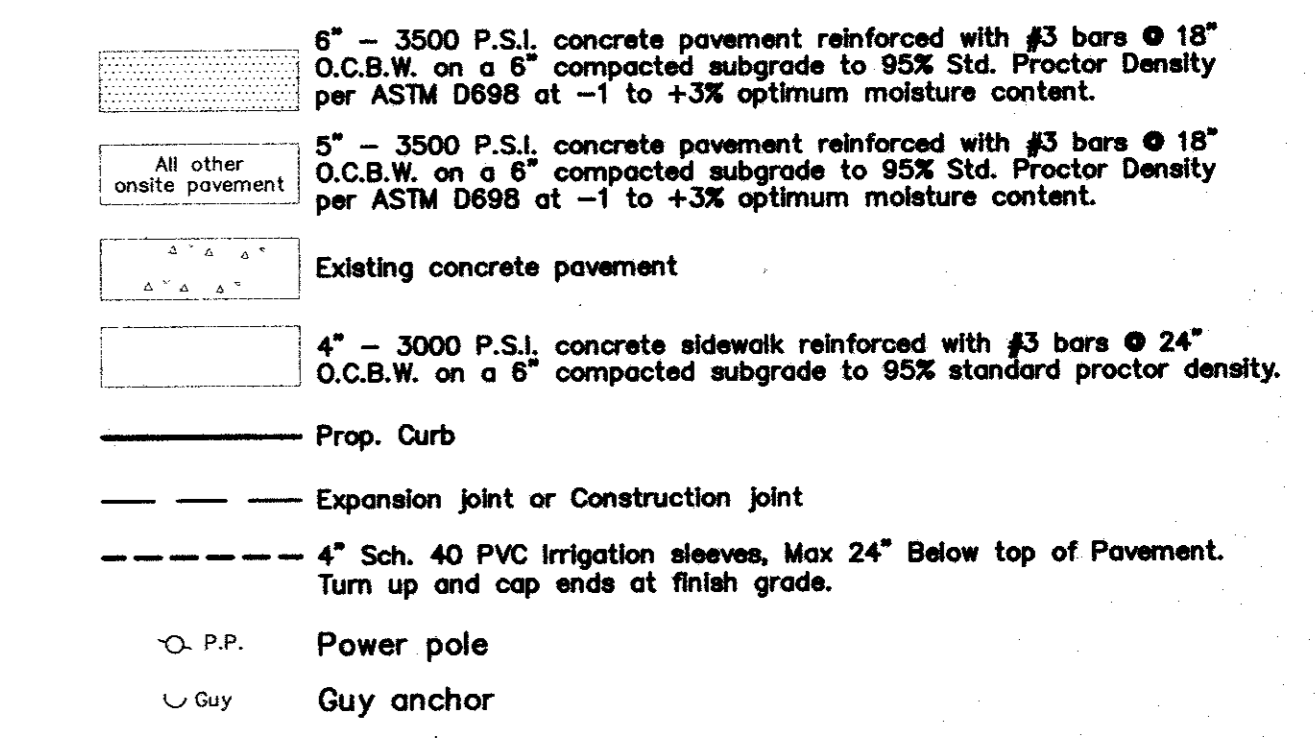 6" – 3500 P.S.I. concrete pavement reinforced with #3 bars @ 18"
O.C.B.W. on a 6" compacted subgrade to 95% Std. Proctor Density
per ASTM D698 at –1 to +3% optimum moisture content.
All other
onsite pavement
5" – 3500 P.S.I. concrete pavement reinforced with #3 bars @ 18"
O.C.B.W. on a 6" compacted subgrade to 95% Std. Proctor Density
per ASTM D698 at –1 to +3% optimum moisture content.
Existing concrete pavement
4" – 3000 P.S.I. concrete sidewalk reinforced with #3 bars @ 24"
O.C.B.W. on a 6" compacted subgrade to 95% standard proctor density.
Prop. Curb
Expansion joint or Construction joint
4" Sch. 40 PVC Irrigation sleeves, Max 24" Below top of Pavement.
Turn up and cap ends at finish grade.
P.P. Power pole
Guy Guy anchor